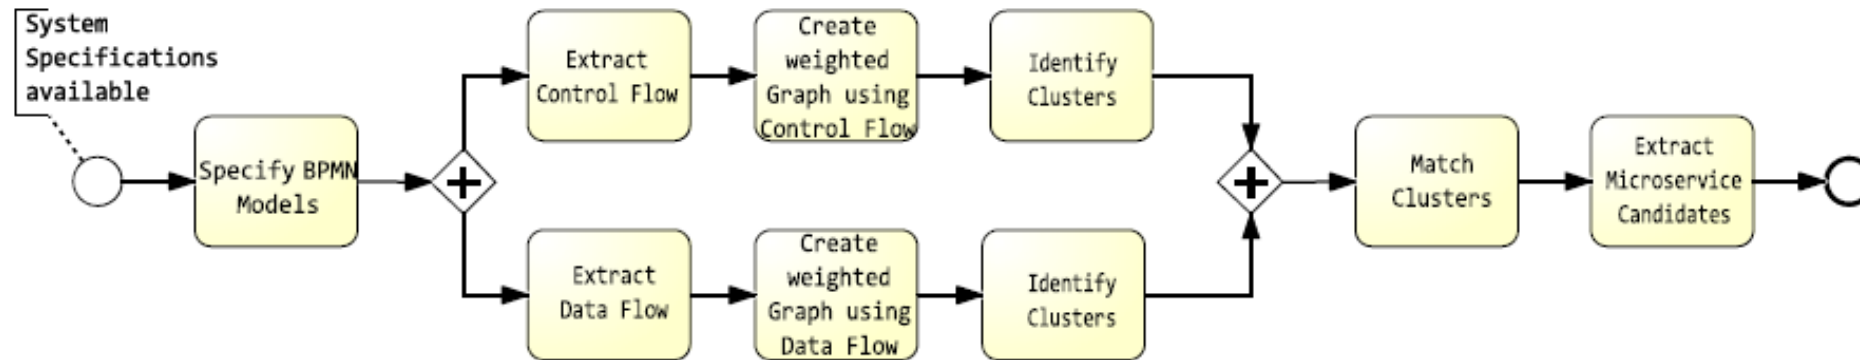 System
Specifications
available
Specify BPMN
Models
Extract
Control Flow
Create
weighted
Graph using
Control Flow
Identify
Clusters
Extract
Data Flow
Create
weighted
Graph using
Data Flow
Identify
Clusters
Match
Clusters
Extract
Microservice
Candidates